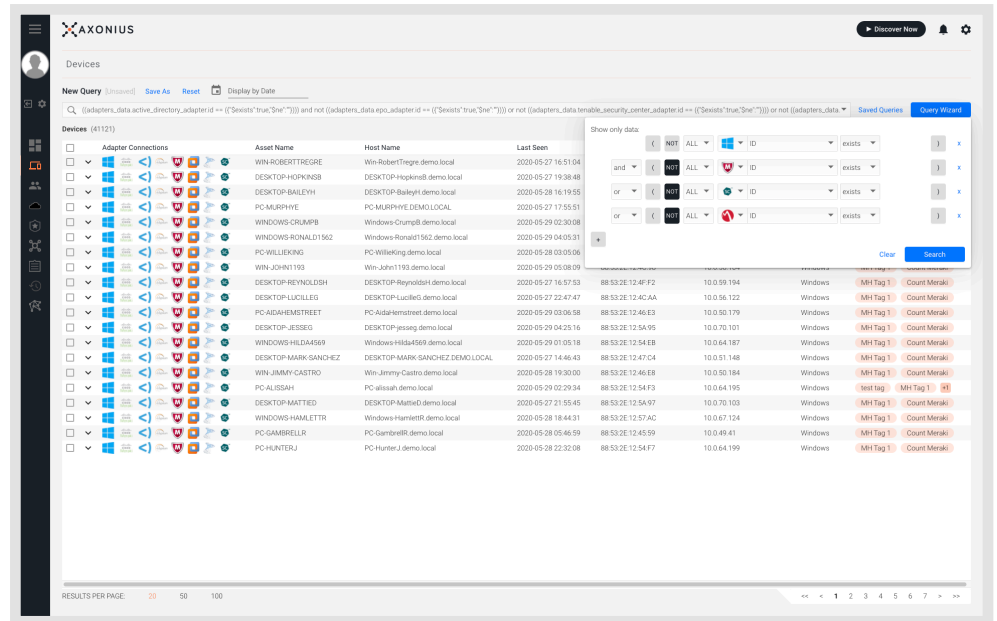 AXONIUS
Discover Now
Devices
New Query [Unsaved] Save As Reset Display by Date
((adapters_data.active_directory_adapter.id == ({"$exists":true,"$ne":""}))) and not ((adapters_data.epo_adapter.id == ({"$exists":true,"$ne":""}))) or not ((adapters_data.tenable_security_center_adapter.id == ({"$exists":true,"$ne":""}))) or not ((adapters_data. Saved Queries Query Wizard
Devices (41121)
Show only data:
( NOT ALL ID exists ) x
and ( NOT ALL ID exists ) x
or ( NOT ALL ID exists ) x
or ( NOT ALL ID exists ) x
+
Clear Search
Adapter Connections Asset Name Host Name Last Seen
WIN-ROBERTTREGRE Win-RobertTregre.demo.local 2020-05-27 16:51:04
DESKTOP-HOPKINSB DESKTOP-HopkinsB.demo.local 2020-05-27 19:38:48
DESKTOP-BAILEYH DESKTOP-BaileyH.demo.local 2020-05-28 16:19:55
PC-MURPHYE PC-MURPHYE.DEMO.LOCAL 2020-05-27 17:55:51
WINDOWS-CRUMPB Windows-CrumpB.demo.local 2020-05-29 02:30:08
WINDOWS-RONALD1562 Windows-Ronald1562.demo.local 2020-05-29 04:05:31
PC-WILLIEKING PC-WillieKing.demo.local 2020-05-28 03:05:06
WIN-JOHN1193 Win-John1193.demo.local 2020-05-29 05:08:09 Windows MH Tag 1 Count Meraki
DESKTOP-REYNOLDSH DESKTOP-ReynoldsH.demo.local 2020-05-27 16:57:53 88:53:2E:12:4F:F2 10.0.59.194 Windows MH Tag 1 Count Meraki
DESKTOP-LUCILLEG DESKTOP-LucilleG.demo.local 2020-05-27 22:47:47 88:53:2E:12:4C:AA 10.0.56.122 Windows MH Tag 1 Count Meraki
PC-AIDAHEMSTREET PC-AidaHemstreet.demo.local 2020-05-29 03:06:58 88:53:2E:12:46:E3 10.0.50.179 Windows MH Tag 1 Count Meraki
DESKTOP-JESSEG DESKTOP-jesseg.demo.local 2020-05-29 04:25:16 88:53:2E:12:5A:95 10.0.70.101 Windows MH Tag 1 Count Meraki
WINDOWS-HILDA4569 Windows-Hilda4569.demo.local 2020-05-29 01:05:18 88:53:2E:12:54:EB 10.0.64.187 Windows MH Tag 1 Count Meraki
DESKTOP-MARK-SANCHEZ DESKTOP-MARK-SANCHEZ.DEMO.LOCAL 2020-05-27 14:46:43 88:53:2E:12:47:C4 10.0.51.148 Windows MH Tag 1 Count Meraki
WIN-JIMMY-CASTRO Win-Jimmy-Castro.demo.local 2020-05-28 19:30:00 88:53:2E:12:46:E8 10.0.50.184 Windows MH Tag 1 Count Meraki
PC-ALISSAH PC-alissah.demo.local 2020-05-29 02:29:34 88:53:2E:12:54:F3 10.0.64.195 Windows test tag MH Tag 1 +1
DESKTOP-MATTIED DESKTOP-MattieD.demo.local 2020-05-27 21:55:45 88:53:2E:12:5A:97 10.0.70.103 Windows MH Tag 1 Count Meraki
WINDOWS-HAMLETTR Windows-HamlettR.demo.local 2020-05-28 18:44:31 88:53:2E:12:57:AC 10.0.67.124 Windows MH Tag 1 Count Meraki
PC-GAMBRELLR PC-GambrellR.demo.local 2020-05-28 05:46:59 88:53:2E:12:45:59 10.0.49.41 Windows MH Tag 1 Count Meraki
PC-HUNTERJ PC-HunterJ.demo.local 2020-05-28 22:32:08 88:53:2E:12:54:F7 10.0.64.199 Windows MH Tag 1 Count Meraki
RESULTS PER PAGE: 20 50 100 << < 1 2 3 4 5 6 7 > >>